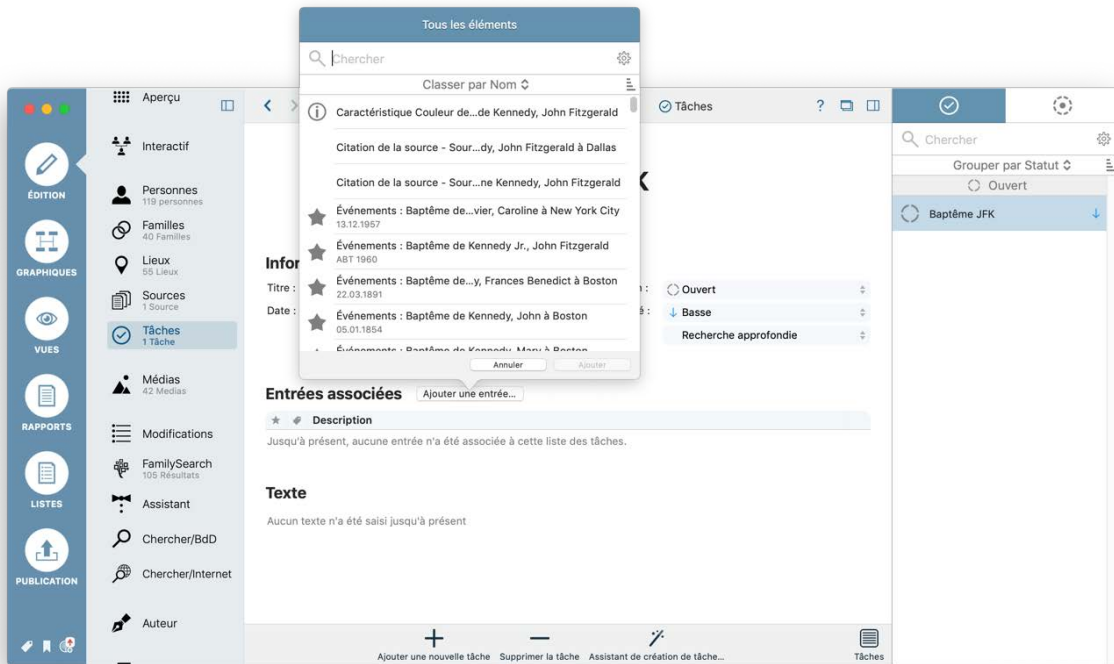 Tous les éléments
Chercher
Classer par Nom
Caractéristique Couleur de...de Kennedy, John Fitzgerald
Citation de la source - Sour...dy, John Fitzgerald à Dallas
Citation de la source - Sour...ne Kennedy, John Fitzgerald
Événements : Baptême de...vier, Caroline à New York City
13.12.1957
Événements : Baptême de Kennedy Jr., John Fitzgerald
ABT 1960
Événements : Baptême de...y, Frances Benedict à Boston
22.03.1891
Événements : Baptême de Kennedy, John à Boston
05.01.1854
Événements : Baptême de Kennedy, Mary à Boston
Annuler
Ajouter
ÉDITION
GRAPHIQUES
VUES
RAPPORTS
LISTES
PUBLICATION
Aperçu
Interactif
Personnes
119 personnes
Familles
40 Familles
Lieux
55 Lieux
Sources
1 Source
Tâches
1 Tâche
Médias
42 Medias
Modifications
FamilySearch
105 Résultats
Assistant
Chercher/BdD
Chercher/Internet
Auteur
Tâches
?
K
Infor
Titre :
n :
Ouvert
Date :
é :
Basse
Recherche approfondie
Entrées associées
Ajouter une entrée...
Description
Jusqu'à présent, aucune entrée n'a été associée à cette liste des tâches.
Texte
Aucun texte n'a été saisi jusqu'à présent
Ajouter une nouvelle tâche
Supprimer la tâche
Assistant de création de tâche...
Tâches
Chercher
Grouper par Statut
Ouvert
Baptême JFK